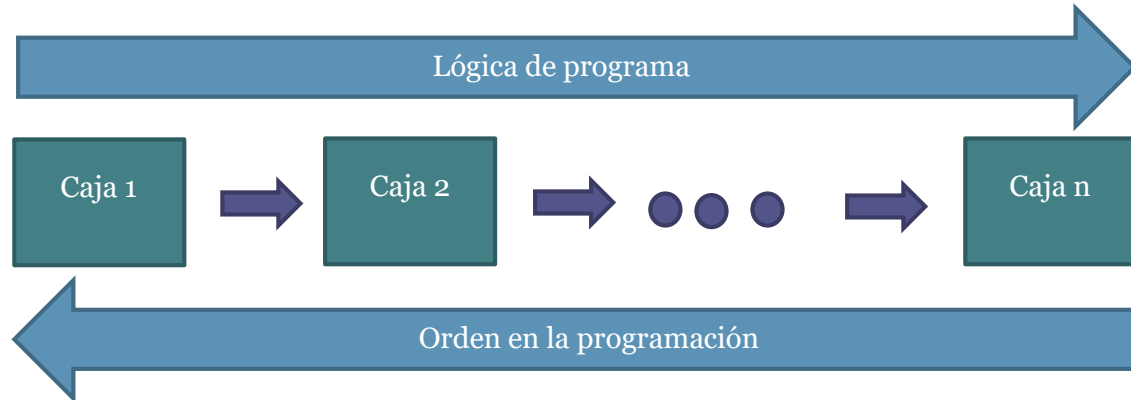 Lógica de programa
Caja 1
Caja 2
Caja n
Orden en la programación